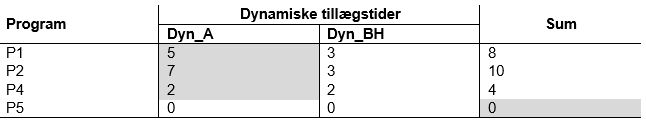 Program Dynamiske tillægstider Sum
Dyn_A Dyn_BH
P1 5 3 8
P2 7 3 10
P4 2 2 4
P5 0 0 0